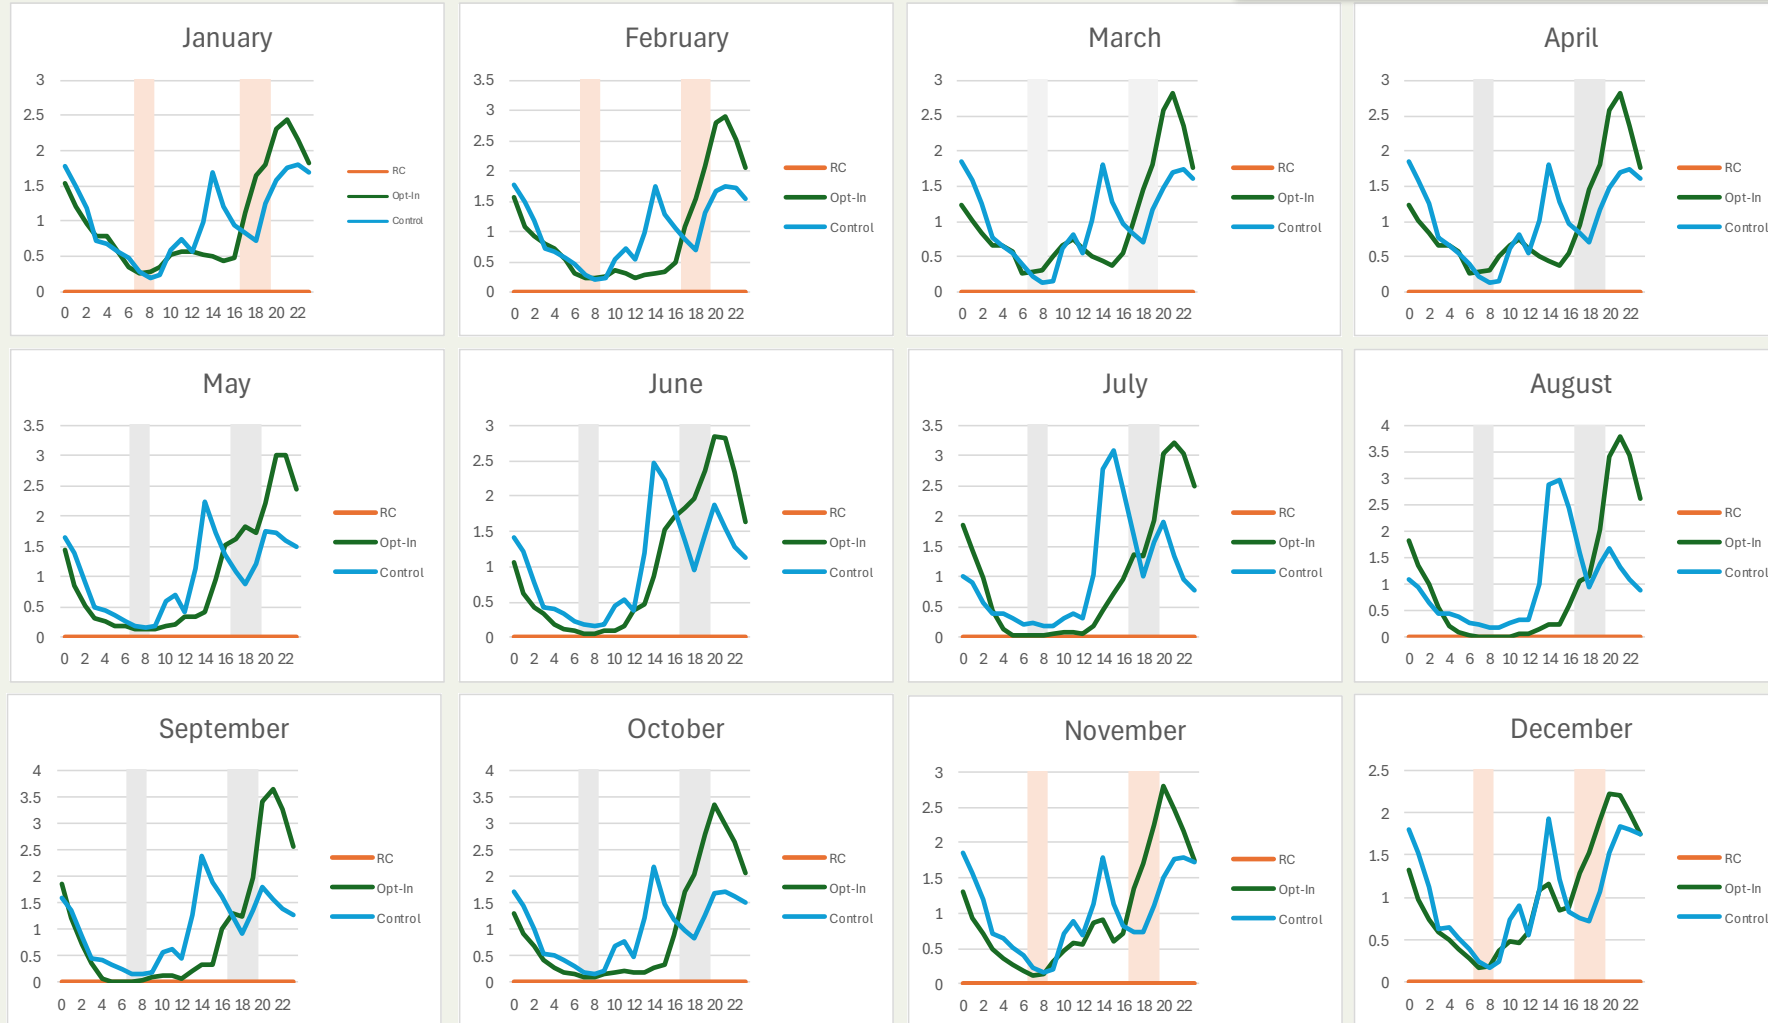 January
3
2.5
2
1.5
1
0.5
0
0 2 4 6 8 10 12 14 16 18 20 22
RC
Opt-In
Control
February
3.5
3
2.5
2
1.5
1
0.5
0
0 2 4 6 8 10 12 14 16 18 20 22
RC
Opt-In
Control
March
3
2.5
2
1.5
1
0.5
0
0 2 4 6 8 10 12 14 16 18 20 22
RC
Opt-In
Control
April
3
2.5
2
1.5
1
0.5
0
0 2 4 6 8 10 12 14 16 18 20 22
RC
Opt-In
Control
May
3.5
3
2.5
2
1.5
1
0.5
0
0 2 4 6 8 10 12 14 16 18 20 22
RC
Opt-In
Control
June
3
2.5
2
1.5
1
0.5
0
0 2 4 6 8 10 12 14 16 18 20 22
RC
Opt-In
Control
July
3.5
3
2.5
2
1.5
1
0.5
0
0 2 4 6 8 10 12 14 16 18 20 22
RC
Opt-In
Control
August
4
3.5
3
2.5
2
1.5
1
0.5
0
0 2 4 6 8 10 12 14 16 18 20 22
RC
Opt-In
Control
September
4
3.5
3
2.5
2
1.5
1
0.5
0
0 2 4 6 8 10 12 14 16 18 20 22
RC
Opt-In
Control
October
4
3.5
3
2.5
2
1.5
1
0.5
0
0 2 4 6 8 10 12 14 16 18 20 22
RC
Opt-In
Control
November
3
2.5
2
1.5
1
0.5
0
0 2 4 6 8 10 12 14 16 18 20 22
RC
Opt-In
Control
December
2.5
2
1.5
1
0.5
0
0 2 4 6 8 10 12 14 16 18 20 22
RC
Opt-In
Control